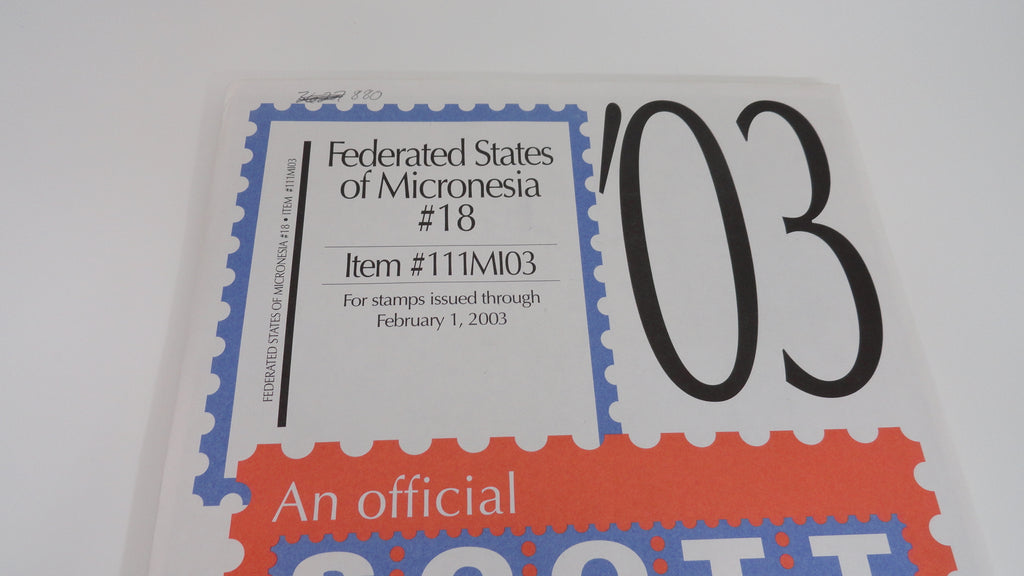 880
'03
Federated States
of Micronesia
#18
Item #111MI03
For stamps issued through
February 1, 2003
FEDERATED STATES OF MICRONESIA #18 • ITEM #111MI03
An official
SCOTT